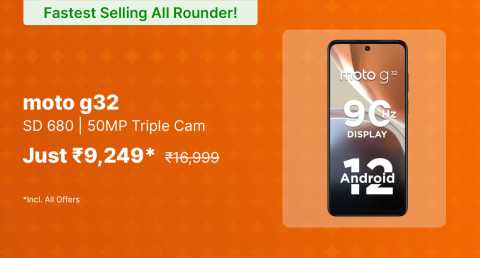 Fastest Selling All Rounder!
moto g32
SD 680 | 50MP Triple Cam
Just ₹9,249* ₹16,999
*Incl. All Offers
moto g32
90Hz
DISPLAY
12
Android